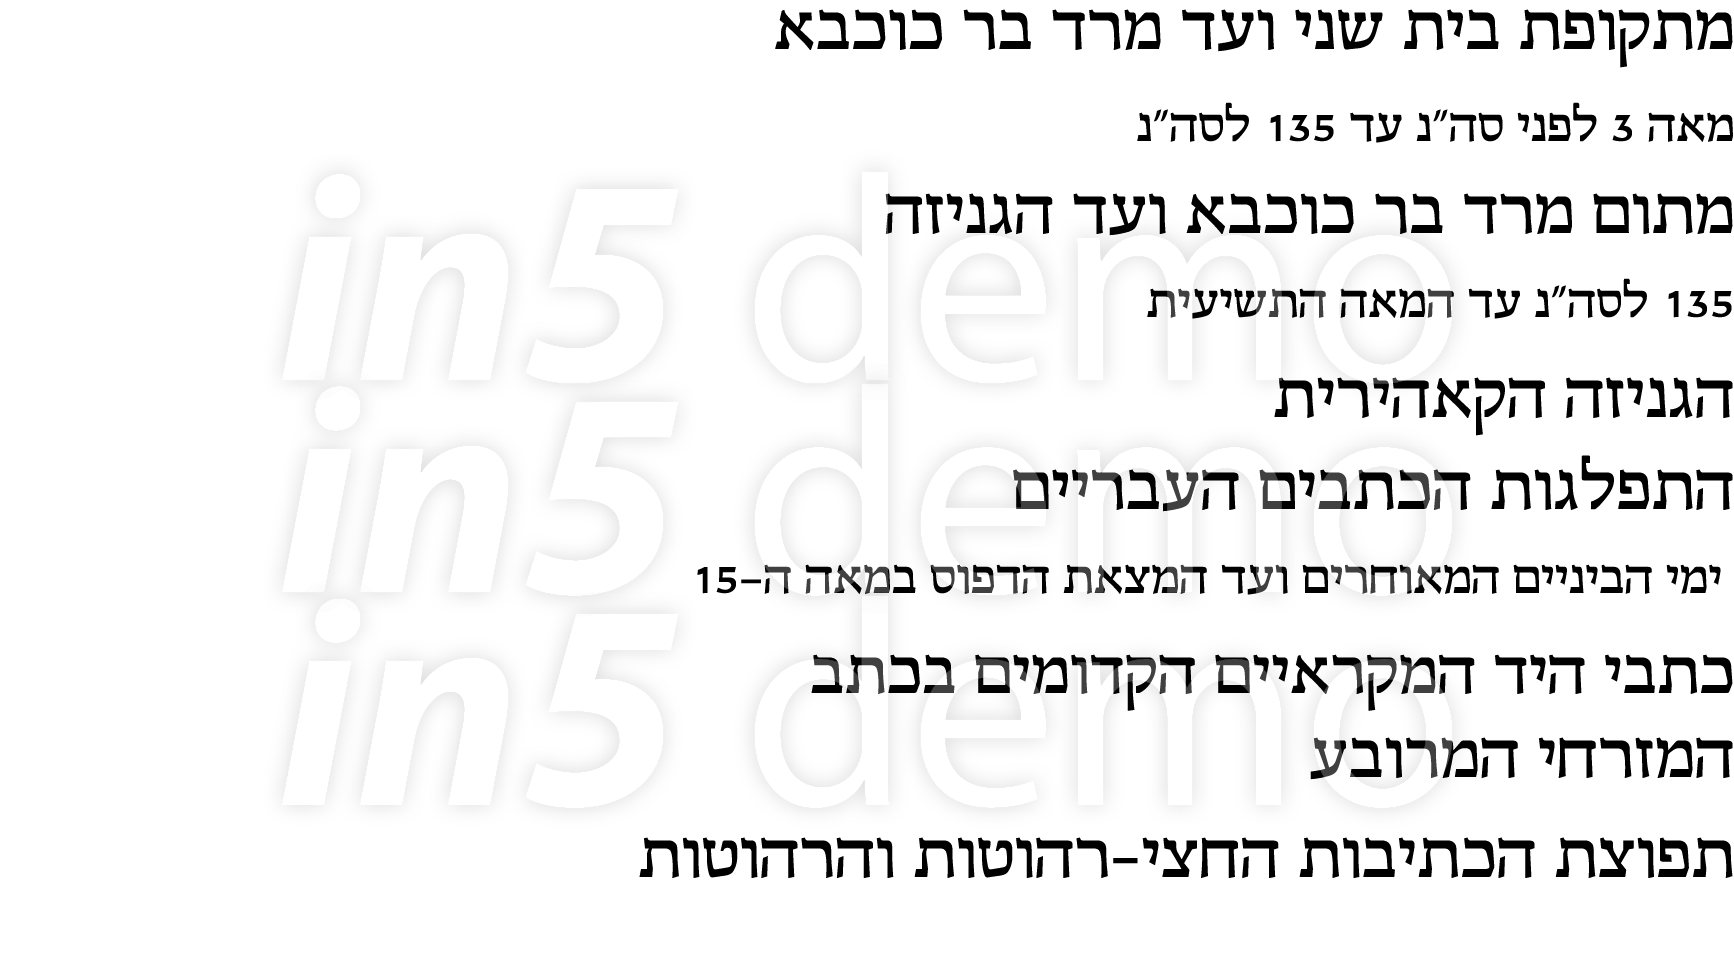 מתקופת בית שני ועד מרד בר כוכבא
מאה 3 לפני סה"נ עד 135 לסה"נ
מתום מרד בר כוכבא ועד הגניזה
135 לסה"נ עד המאה התשיעית
הגניזה הקאהירית
התפלגות הכתבים העבריים
ימי הביניים המאוחרים ועד המצאת הדפוס במאה ה-15
כתבי היד המקראיים הקדומים בכתב
המזרחי המרובע
תפוצת הכתיבות החצי-רהוטות והרהוטות
in5 demo
in5 demo
in5 demo